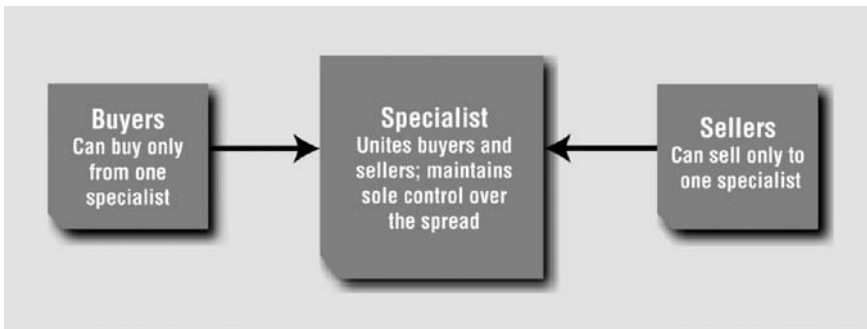 Buyers
Can buy only
from one
specialist
Specialist
Unites buyers and
sellers; maintains
sole control over
the spread
Sellers
Can sell only to
one specialist